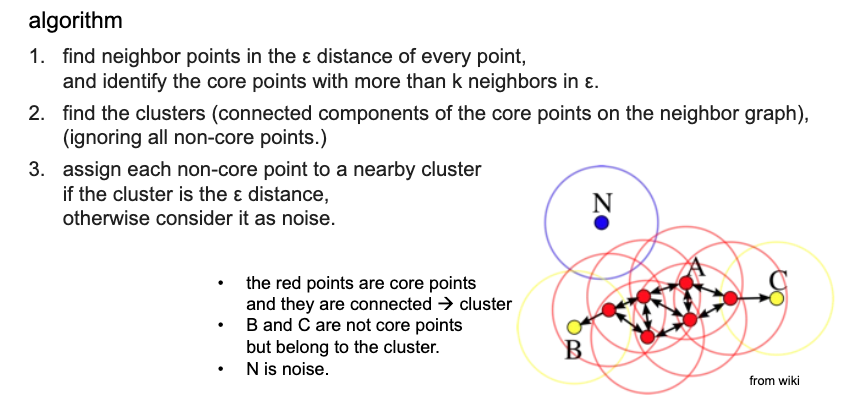 algorithm
1. find neighbor points in the ε distance of every point,
and identify the core points with more than k neighbors in ε.
2. find the clusters (connected components of the core points on the neighbor graph),
(ignoring all non-core points.)
3. assign each non-core point to a nearby cluster
if the cluster is the ε distance,
otherwise consider it as noise.
N
A
C
B
• the red points are core points
and they are connected → cluster
• B and C are not core points
but belong to the cluster.
• N is noise.
from wiki